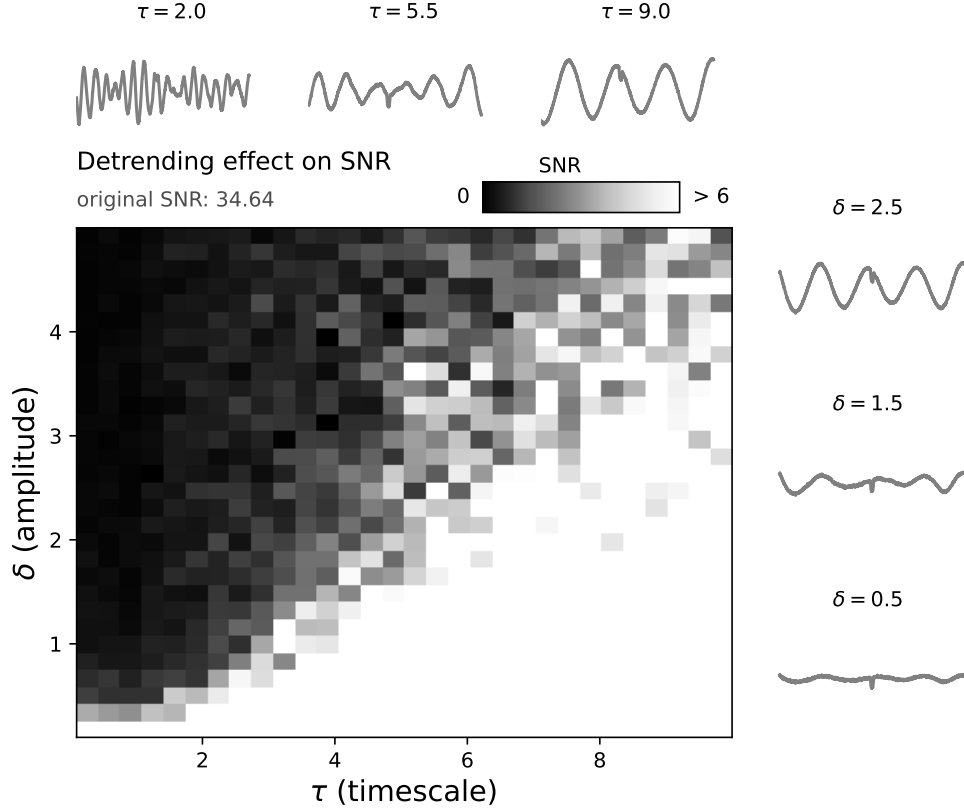 τ = 2.0
τ = 5.5
τ = 9.0
Detrending effect on SNR
original SNR: 34.64
SNR
0
> 6
δ = 2.5
δ = 1.5
δ = 0.5
δ (amplitude)
4
3
2
1
2
4
6
8
τ (timescale)